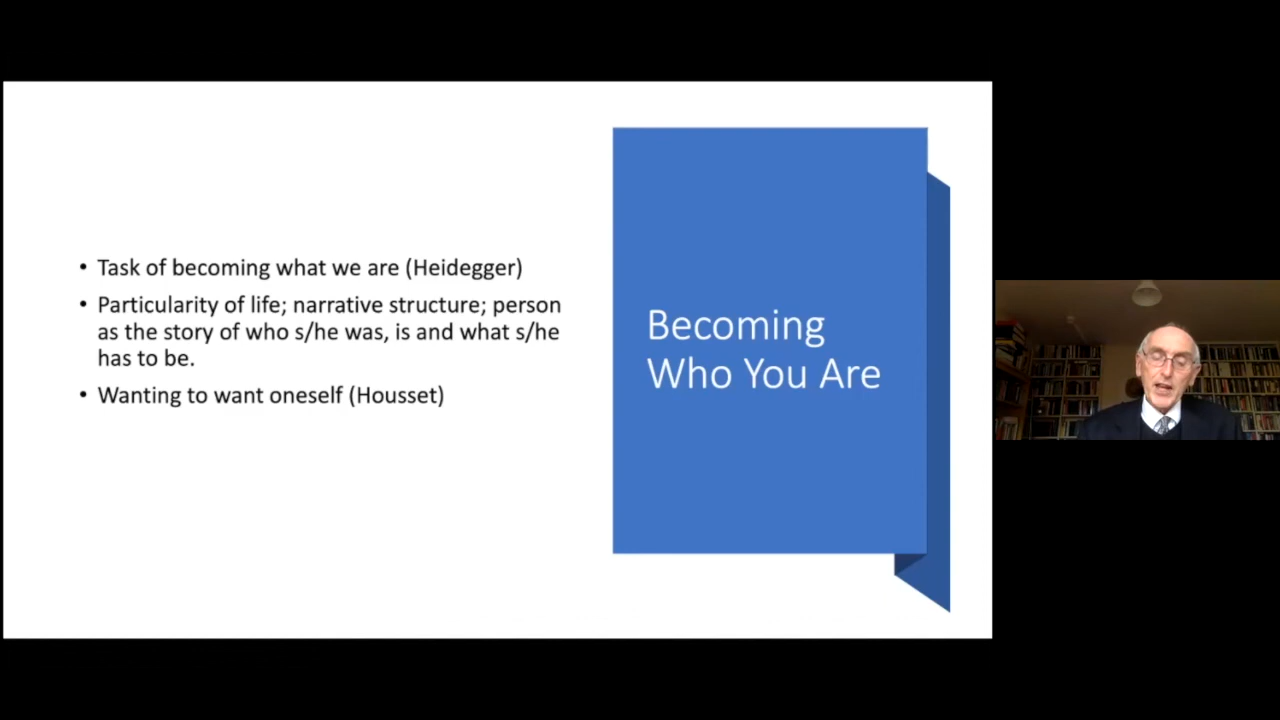 • Task of becoming what we are (Heidegger)
• Particularity of life; narrative structure; person
as the story of who s/he was, is and what s/he
has to be.
• Wanting to want oneself (Housset)
Becoming
Who You Are